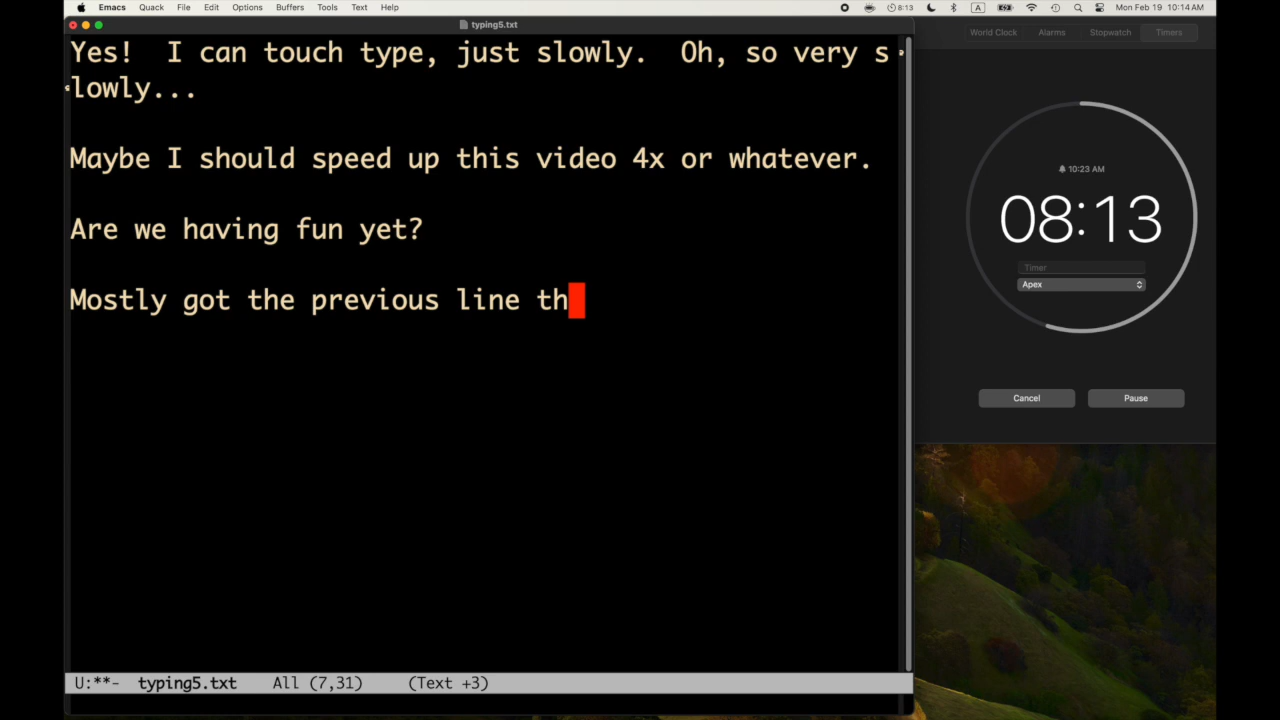 Emacs Quack File Edit Options Buffers Tools Text Help 8:13 A Mon Feb 19 10:14 AM
typing5.txt
Yes!  I can touch type, just slowly.  Oh, so very s
lowly...
Maybe I should speed up this video 4x or whatever.
Are we having fun yet?
Mostly got the previous line th
U:**-  typing5.txt    All (7,31)     (Text +3)
World Clock Alarms Stopwatch Timers
10:23 AM
08:13
Timer
Apex
Cancel Pause